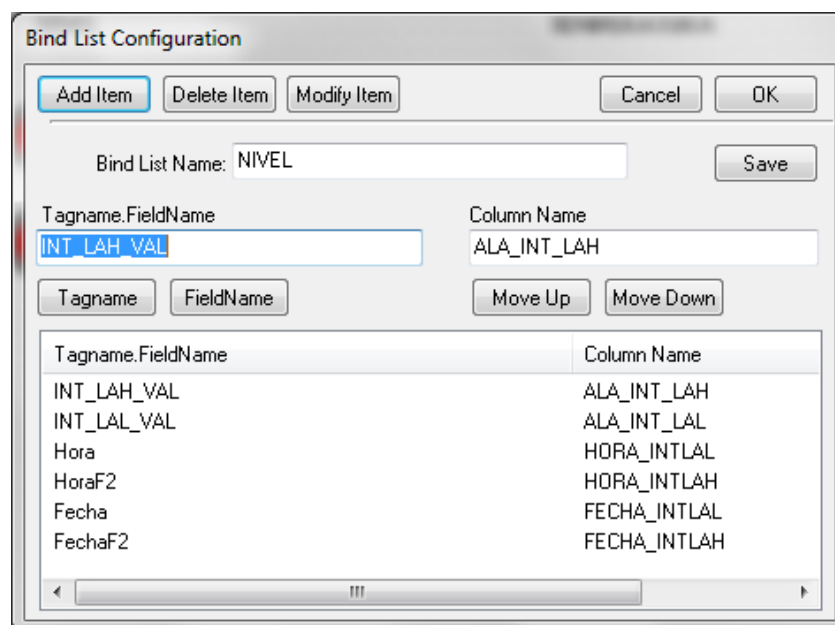 Bind List Configuration
Add Item Delete Item Modify Item Cancel OK
Bind List Name: NIVEL Save
Tagname.FieldName Column Name
INT_LAH_VAL ALA_INT_LAH
Tagname FieldName Move Up Move Down
Tagname.FieldName Column Name
INT_LAH_VAL ALA_INT_LAH
INT_LAL_VAL ALA_INT_LAL
Hora HORA_INTLAL
HoraF2 HORA_INTLAH
Fecha FECHA_INTLAL
FechaF2 FECHA_INTLAH